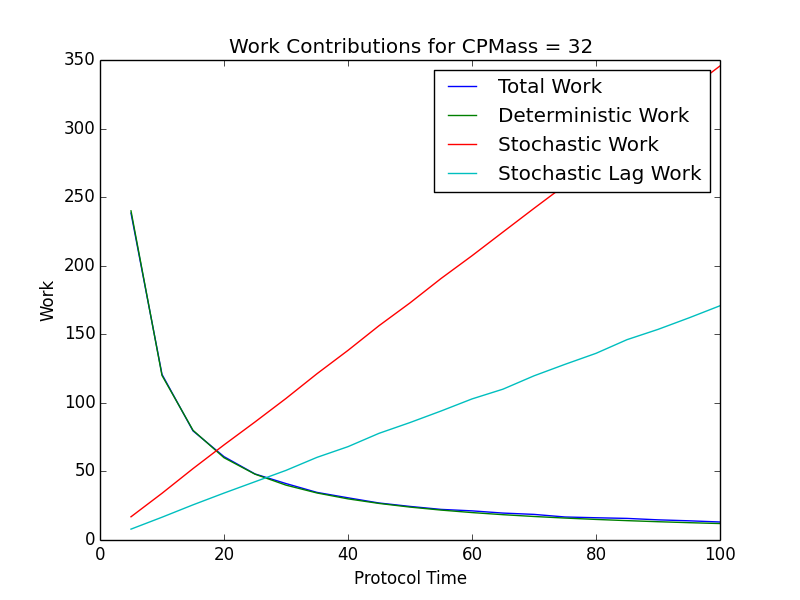 Work Contributions for CPMass = 32
350
300
250
200
150
100
50
0
Work
Total Work
Deterministic Work
Stochastic Work
Stochastic Lag Work
0 20 40 60 80 100
Protocol Time